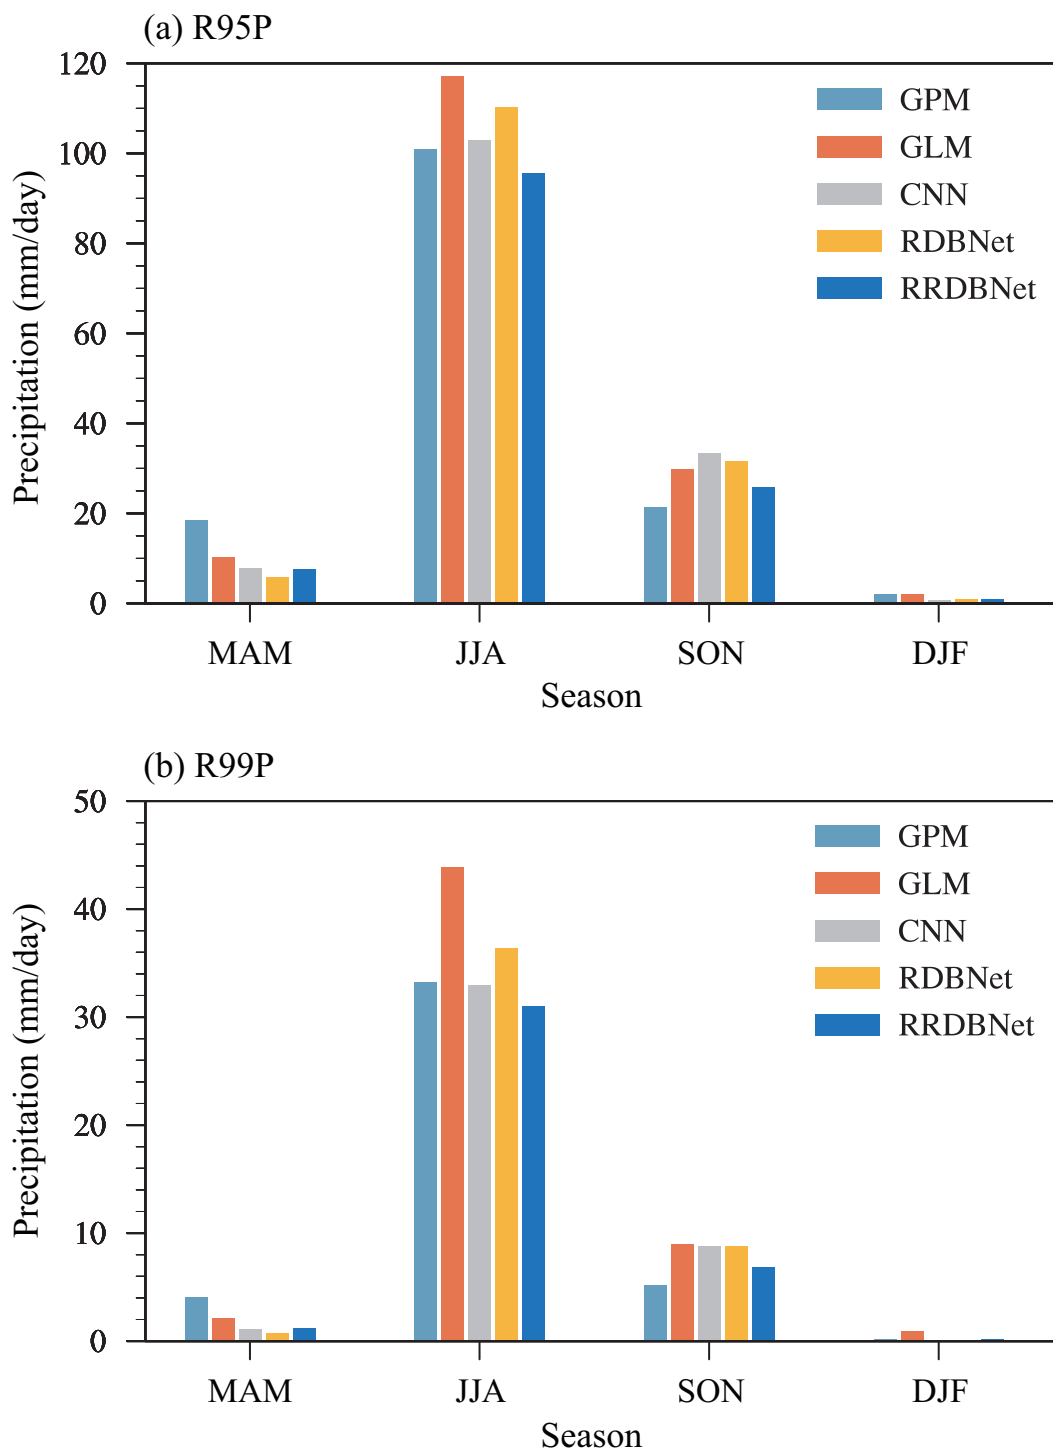 (a) R95P
120
100
80
60
40
20
0
Precipitation (mm/day)
GPM
GLM
CNN
RDBNet
RRDBNet
MAM JJA SON DJF
Season
(b) R99P
50
40
30
20
10
0
Precipitation (mm/day)
GPM
GLM
CNN
RDBNet
RRDBNet
MAM JJA SON DJF
Season